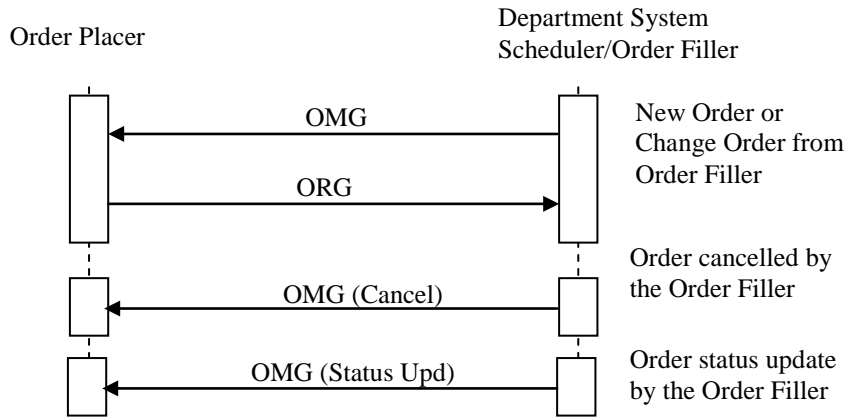 Order Placer
Department System
Scheduler/Order Filler
OMG
New Order or
Change Order from
Order Filler
ORG
Order cancelled by
the Order Filler
OMG (Cancel)
Order status update
by the Order Filler
OMG (Status Upd)